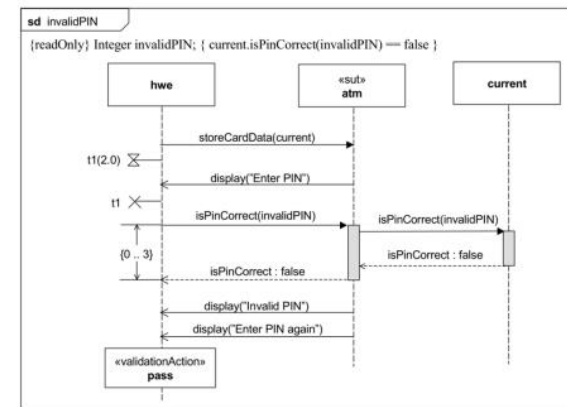 sd invalidPIN
{readOnly} Integer invalidPIN; { current.isPinCorrect(invalidPIN) == false }
hwe
«sut»
atm
current
storeCardData(current)
t1(2.0)
display("Enter PIN")
t1
isPinCorrect(invalidPIN)
isPinCorrect(invalidPIN)
{0 .. 3}
isPinCorrect : false
isPinCorrect : false
display("Invalid PIN")
display("Enter PIN again")
«validationAction»
pass